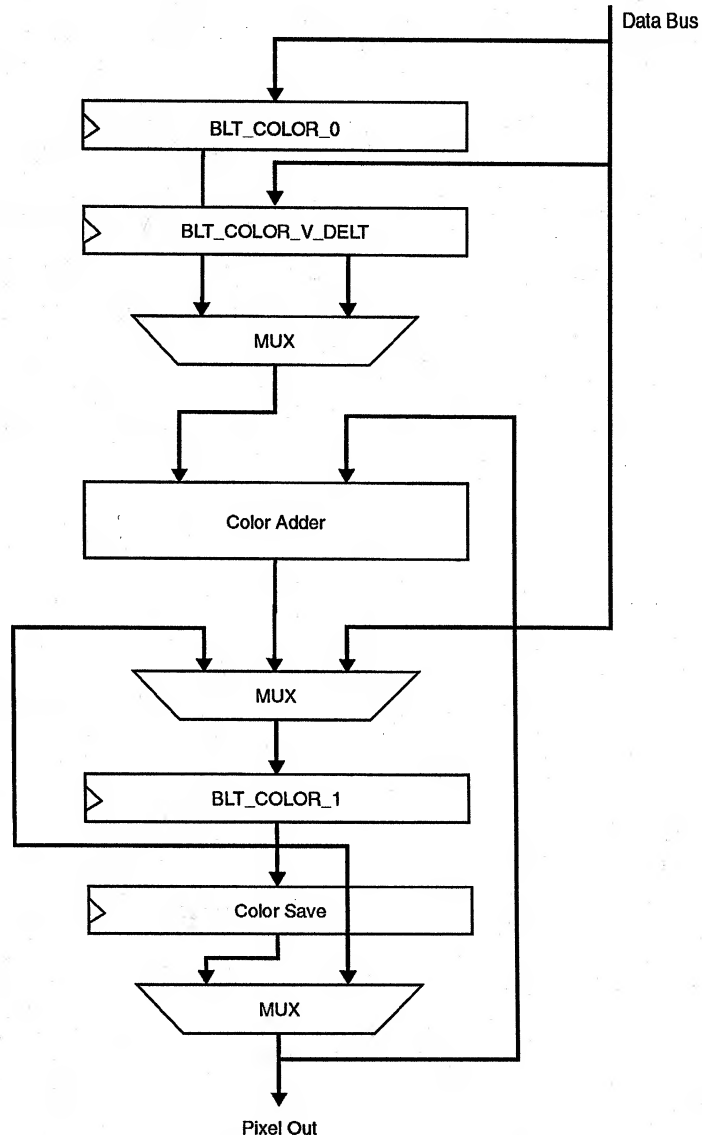 Data Bus
BLT_COLOR_0
BLT_COLOR_V_DELT
MUX
Color Adder
MUX
BLT_COLOR_1
Color Save
MUX
Pixel Out